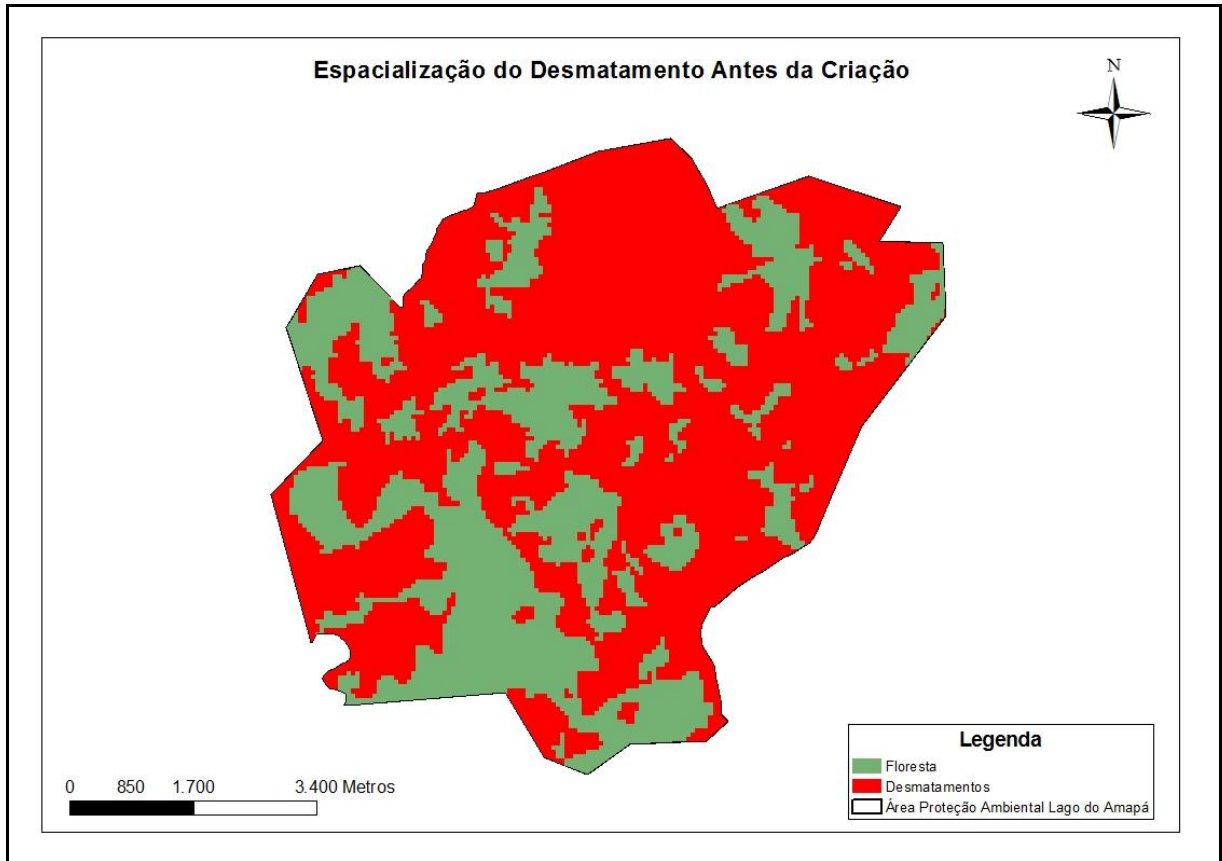 Espacialização do Desmatamento Antes da Criação
N
Legenda
Floresta
Desmatamentos
Área Proteção Ambiental Lago do Amapá
0 850 1.700 3.400 Metros